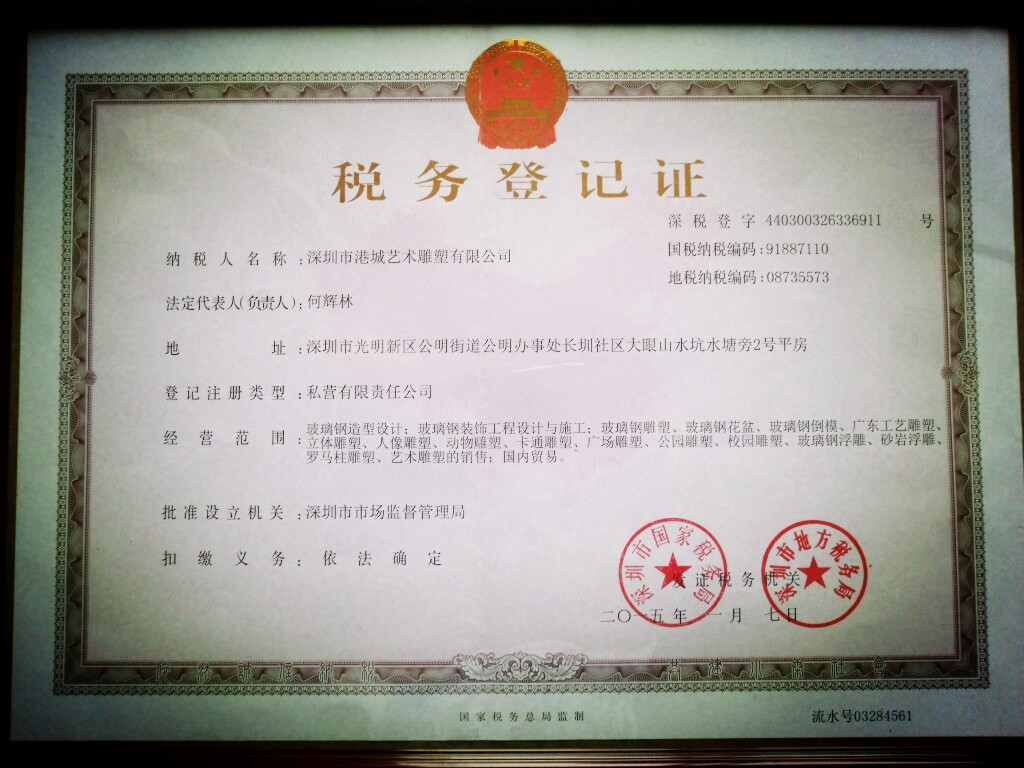 税务登记证
深税登字 440300326336911 号
国税纳税编码:91887110
地税纳税编码:08735573
纳税人名称:深圳市港城艺术雕塑有限公司
法定代表人(负责人):何辉林
地址:深圳市光明新区公明街道公明办事处长圳社区大眼山水坑水塘旁2号平房
登记注册类型:私营有限责任公司
经营范围:玻璃钢造型设计;玻璃钢装饰工程设计与施工;玻璃钢雕塑、玻璃钢花盆、玻璃钢倒模、广东工艺雕塑、
立体雕塑、人像雕塑、动物雕塑、卡通雕塑、广场雕塑、公园雕塑、校园雕塑、玻璃钢浮雕、砂岩浮雕、
罗马柱雕塑、艺术雕塑的销售;国内贸易。
批准设立机关:深圳市市场监督管理局
扣缴义务:依法确定
深圳市国家税务局
深圳市地方税务局
发证税务机关
二〇一五年一月七日
国家税务总局监制
流水号03284561